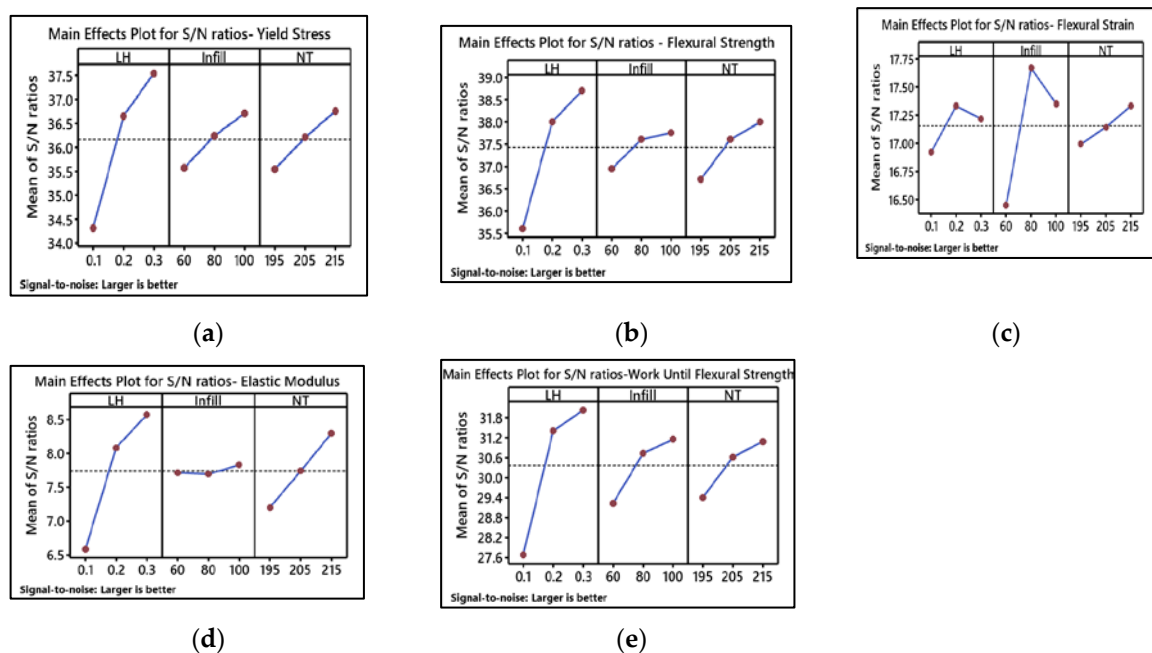 Main Effects Plot for S/N ratios- Yield Stress
LH Infill NT
Mean of S/N ratios
37.5
37.0
36.5
36.0
35.5
35.0
34.5
34.0
0.1 0.2 0.3 60 80 100 195 205 215
Signal-to-noise: Larger is better
(a)
Main Effects Plot for S/N ratios - Flexural Strength
LH Infill NT
Mean of S/N ratios
39.0
38.5
38.0
37.5
37.0
36.5
36.0
35.5
0.1 0.2 0.3 60 80 100 195 205 215
Signal-to-noise: Larger is better
(b)
Main Effects Plot for S/N ratios- Flexural Strain
LH Infill NT
Mean of S/N ratios
17.75
17.50
17.25
17.00
16.75
16.50
0.1 0.2 0.3 60 80 100 195 205 215
Signal-to-noise: Larger is better
(c)
Main Effects Plot for S/N ratios- Elastic Modulus
LH Infill NT
Mean of S/N ratios
8.5
8.0
7.5
7.0
6.5
0.1 0.2 0.3 60 80 100 195 205 215
Signal-to-noise: Larger is better
(d)
Main Effects Plot for S/N ratios-Work Until Flexural Strength
LH Infill NT
Mean of S/N ratios
31.8
31.2
30.6
30.0
29.4
28.8
28.2
27.6
0.1 0.2 0.3 60 80 100 195 205 215
Signal-to-noise: Larger is better
(e)